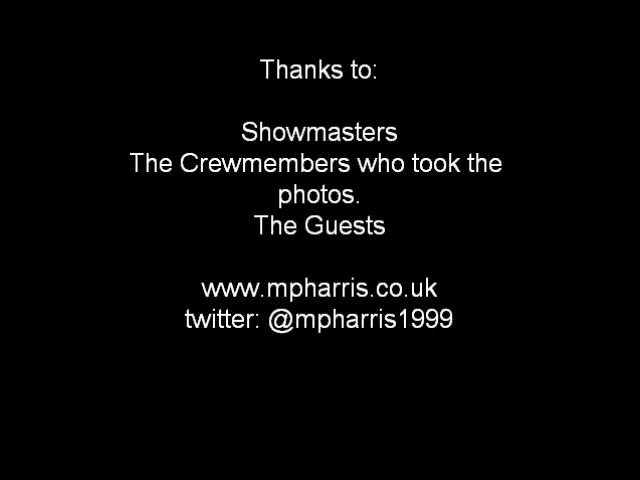 Thanks to:
Showmasters
The Crewmembers who took the
photos.
The Guests
www.mpharris.co.uk
twitter: @mpharris1999